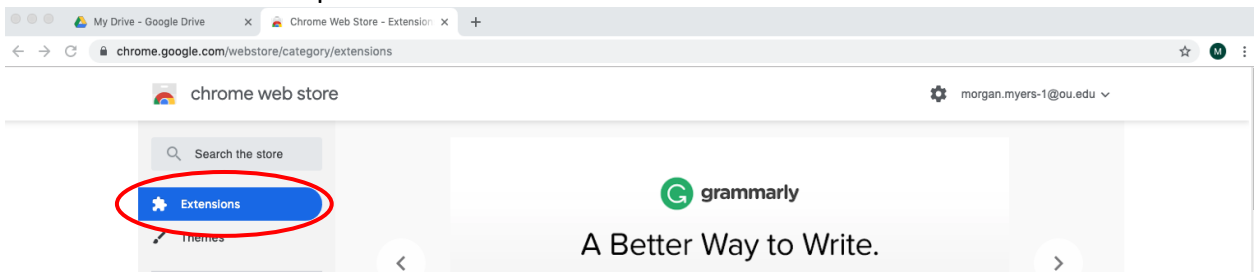 My Drive - Google Drive
Chrome Web Store - Extension
chrome.google.com/webstore/category/extensions
M
chrome web store
morgan.myers-1@ou.edu
Search the store
Extensions
Themes
G grammarly
A Better Way to Write.